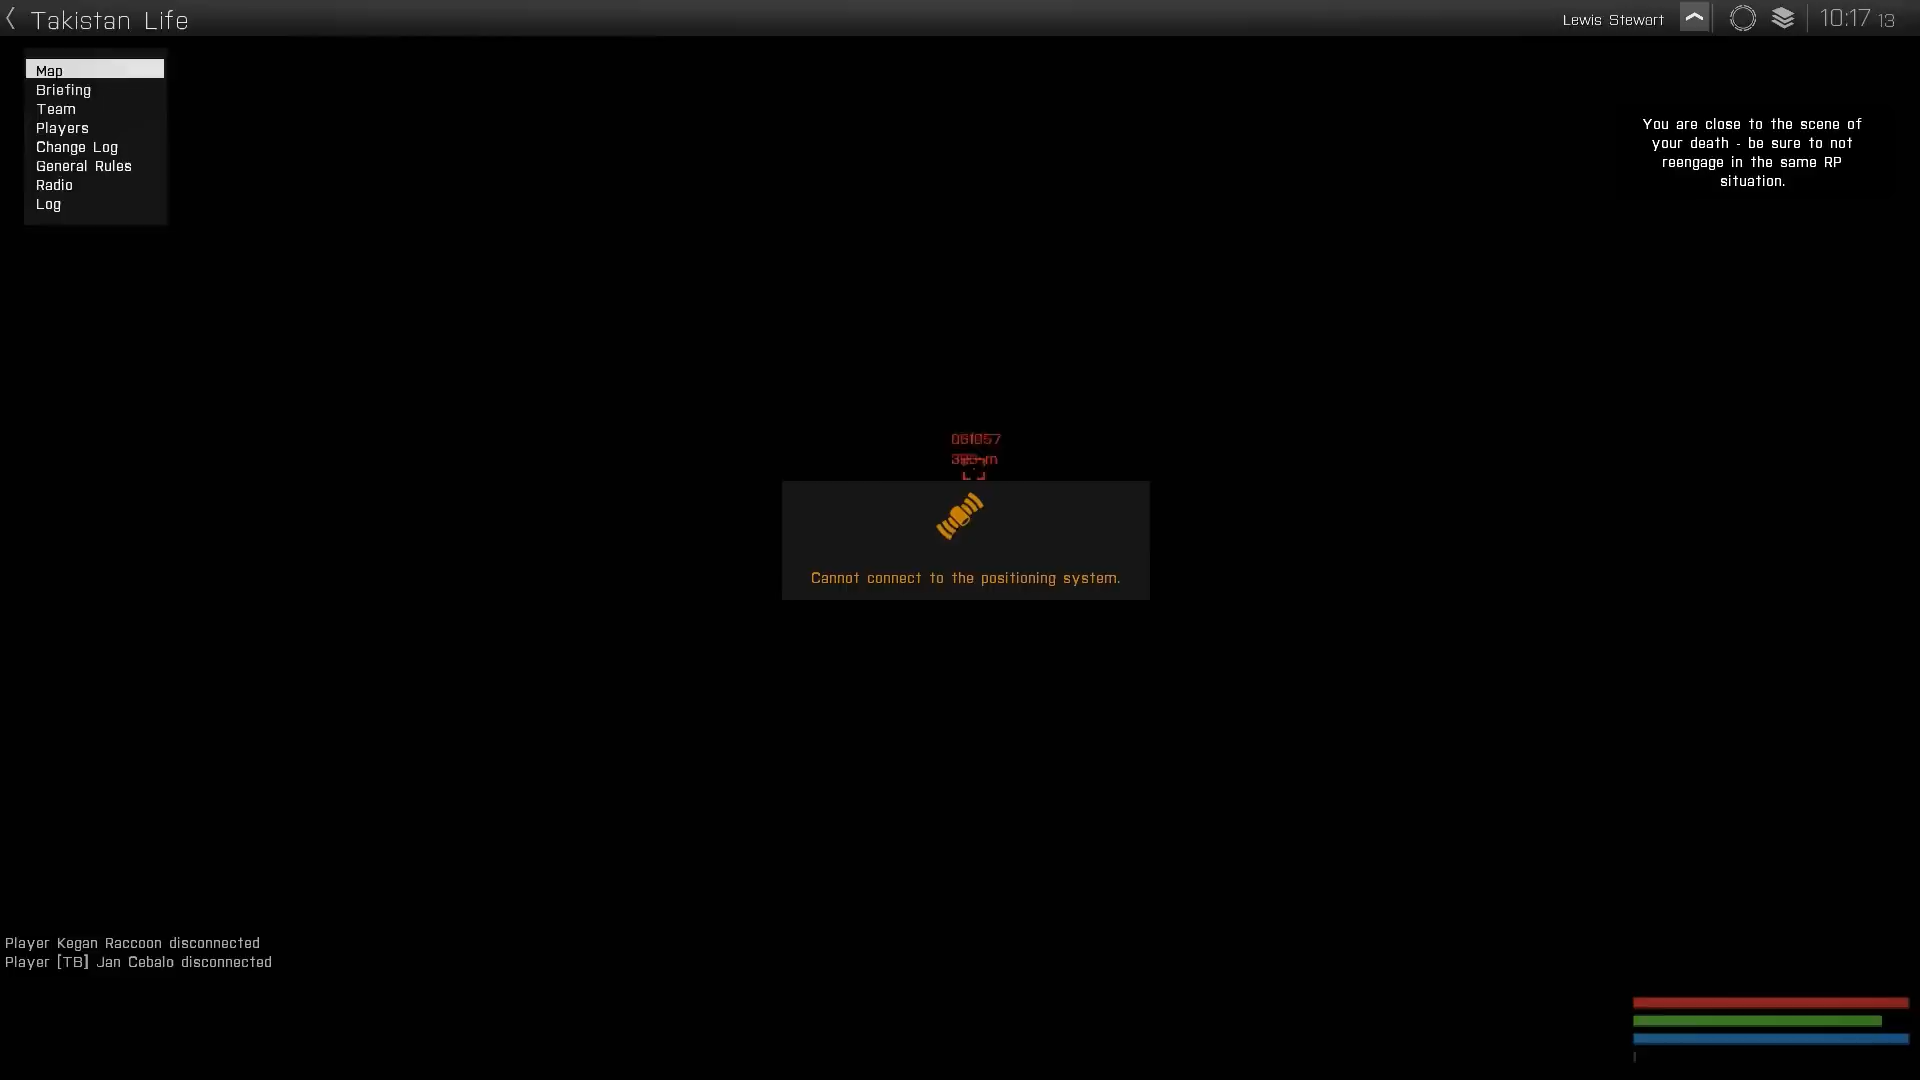 Takistan Life
Lewis Stewart
10:17 13
Map
Briefing
Team
Players
Change Log
General Rules
Radio
Log
You are close to the scene of
your death - be sure to not
reengage in the same RP
situation.
Cannot connect to the positioning system.
Player Kegan Raccoon disconnected
Player [TB] Jan Cebalo disconnected